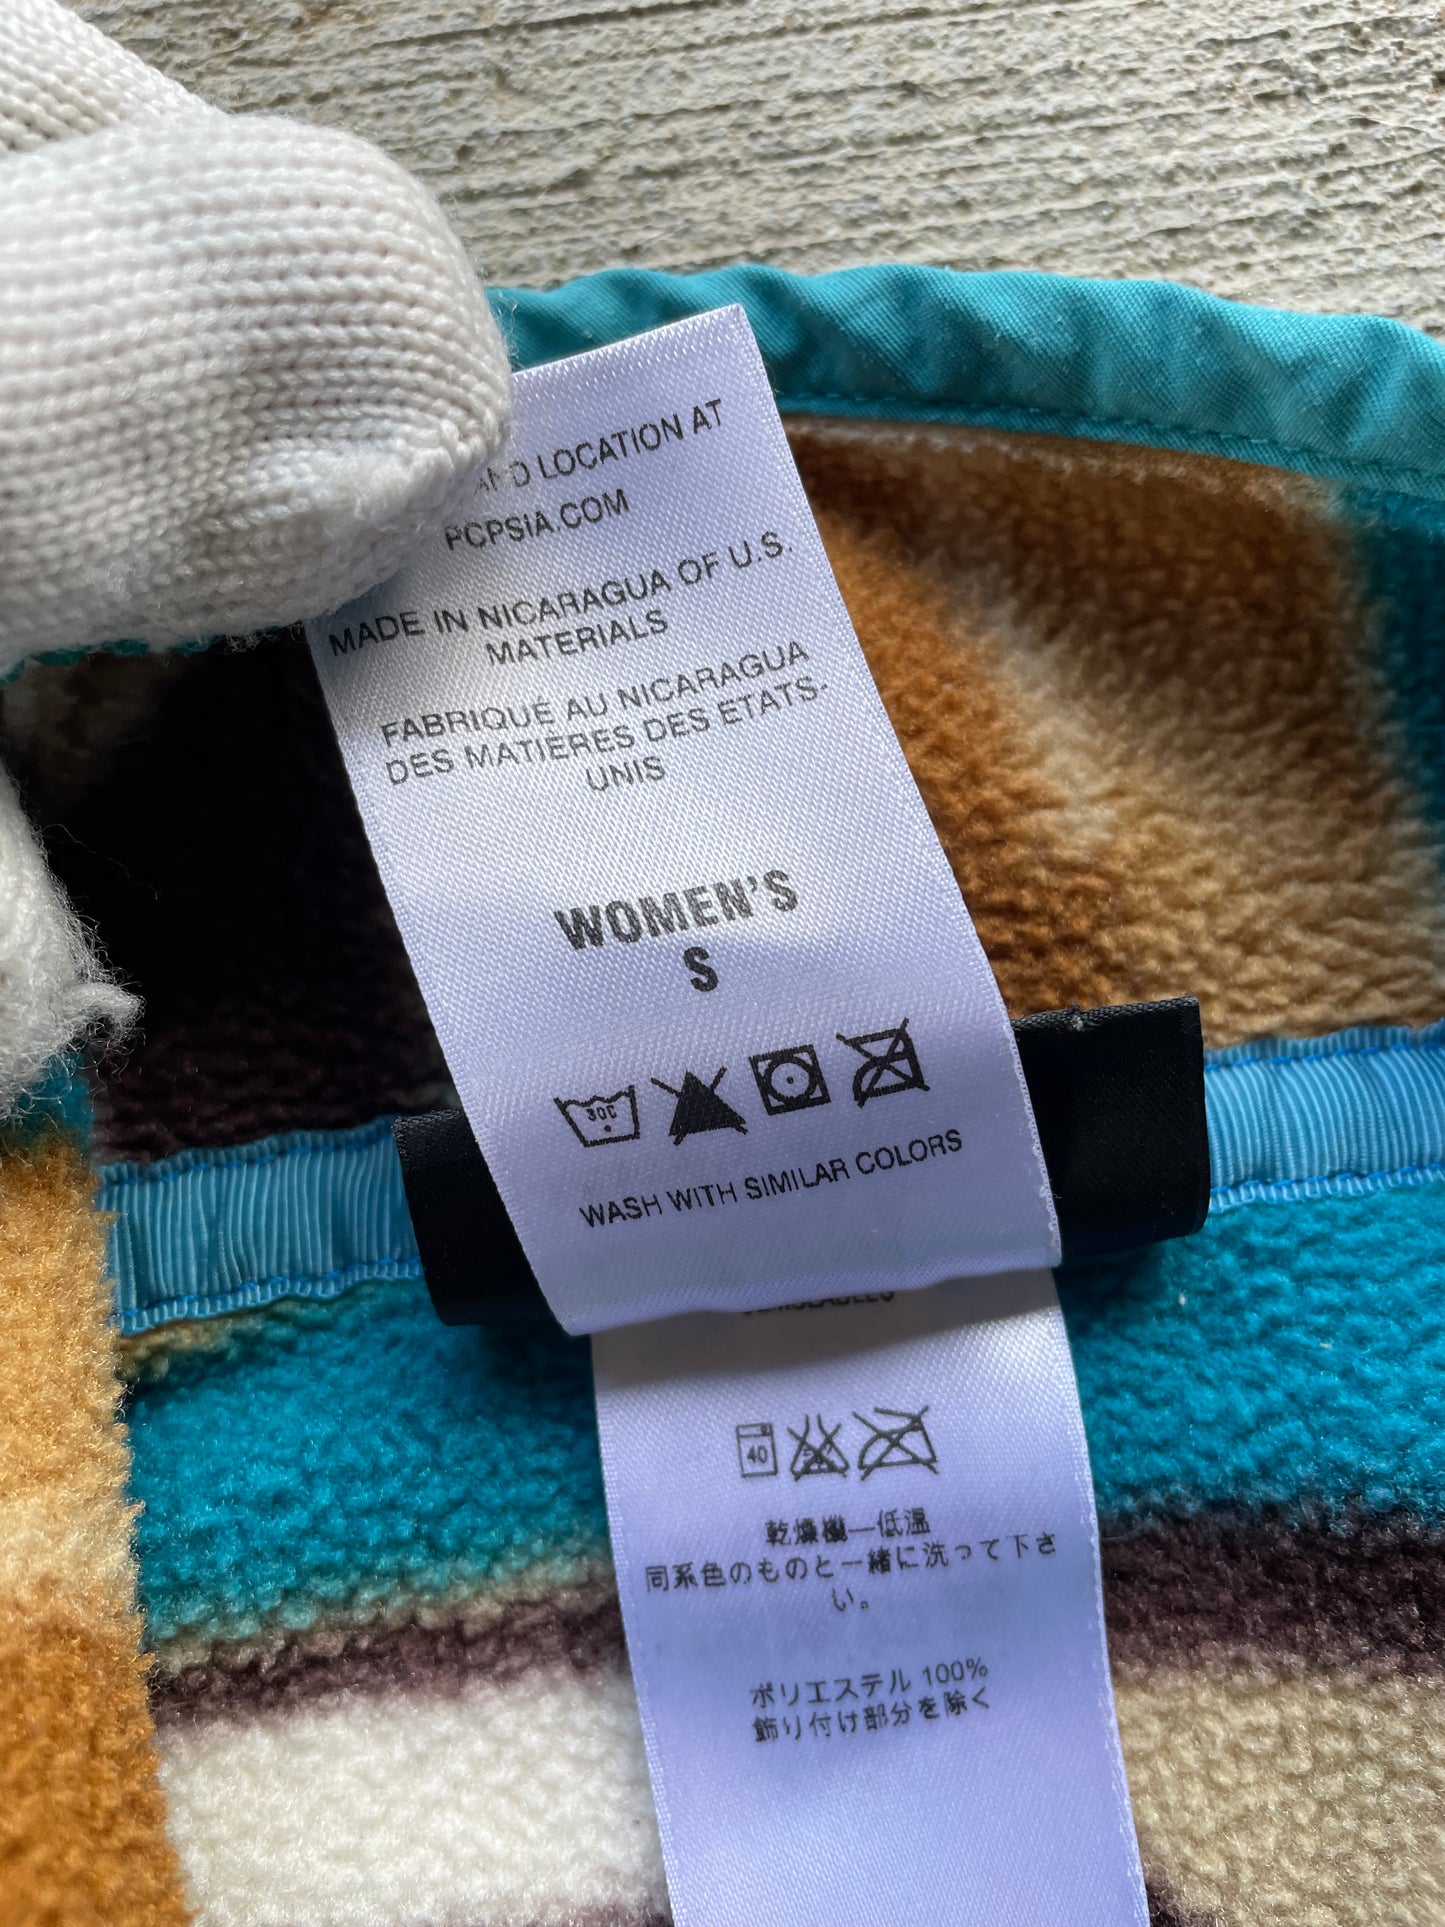 AND LOCATION AT
PCPSIA.COM
MADE IN NICARAGUA OF U.S.
MATERIALS
FABRIQUÉ AU NICARAGUA
DES MATIERES DES ETATS-
UNIS
WOMEN'S
S
30C
WASH WITH SIMILAR COLORS
40
乾燥機—低温
同系色のものと一緒に洗って下さ
い。
ポリエステル 100%
飾り付け部分を除く